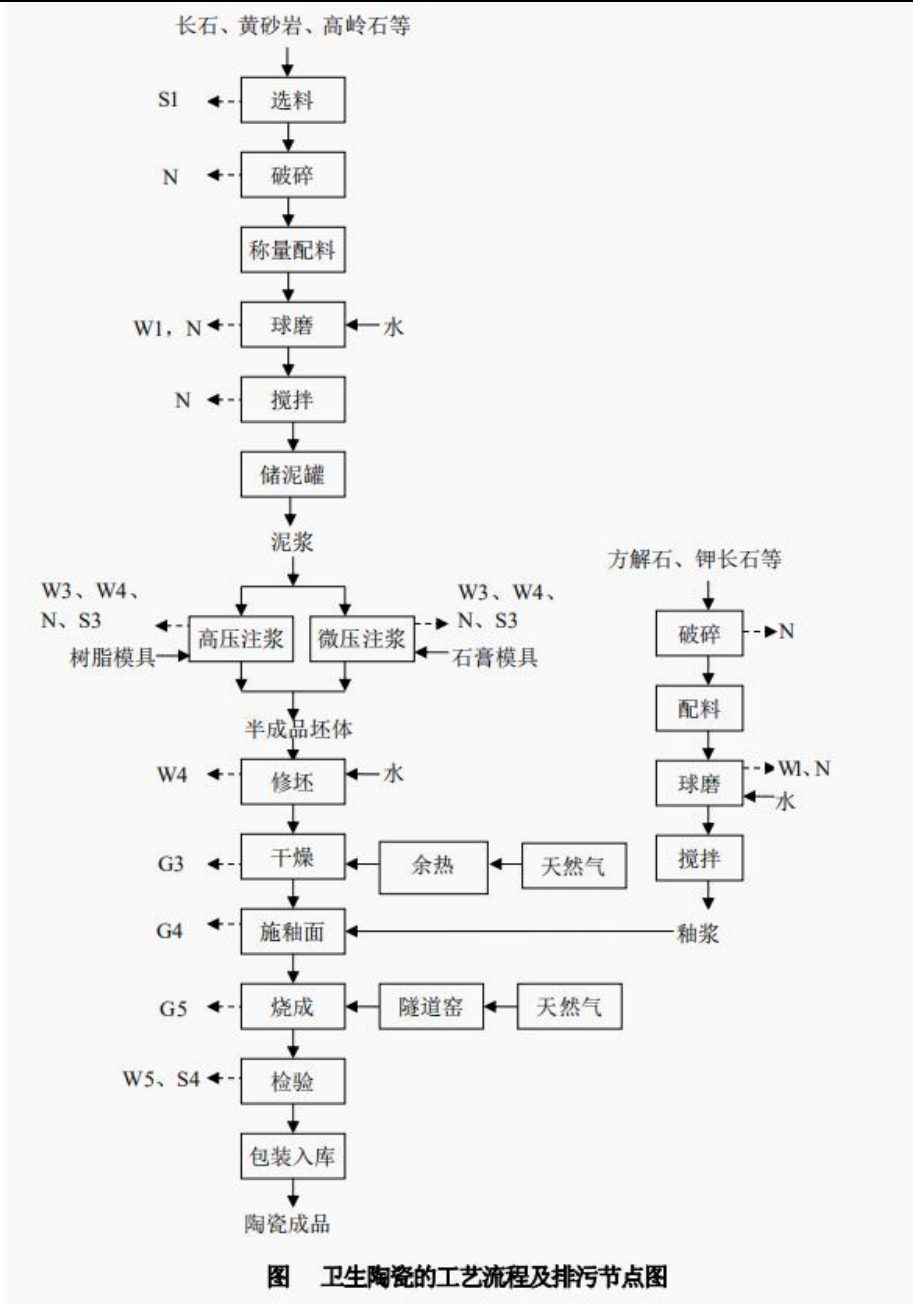 长石、黄砂岩、高岭石等
S1
选料
N
破碎
称量配料
W1，N
球磨
水
N
搅拌
储泥罐
泥浆
W3、W4、
N、S3
树脂模具
高压注浆
微压注浆
W3、W4、
N、S3
石膏模具
半成品坯体
W4
修坯
水
G3
干燥
余热
天然气
G4
施釉面
G5
烧成
隧道窑
天然气
W5、S4
检验
包装入库
陶瓷成品
方解石、钾长石等
破碎
N
配料
球磨
W1、N
水
搅拌
釉浆
图 卫生陶瓷的工艺流程及排污节点图